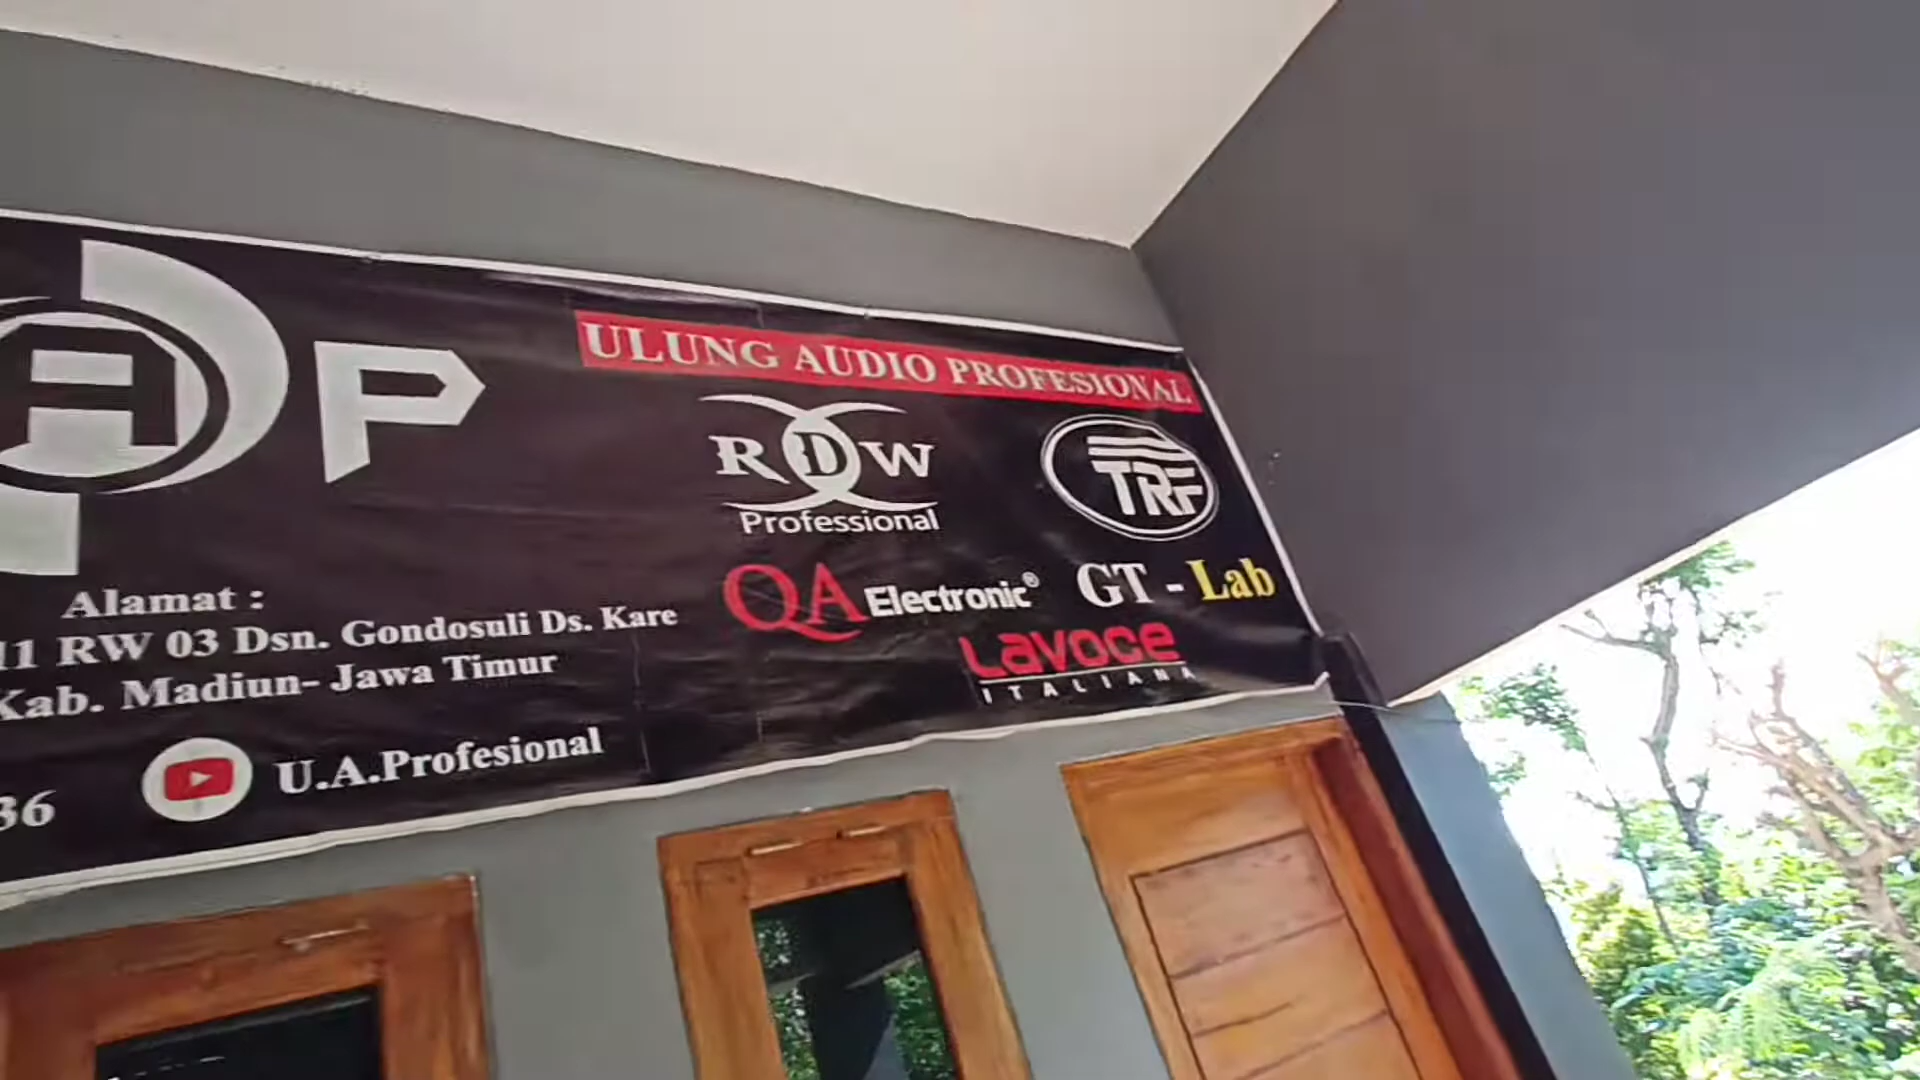 AP
ULUNG AUDIO PROFESIONAL
RDW
Professional
TRF
QA Electronic®
GT - Lab
Lavoce
ITALIANA
Alamat :
11 RW 03 Dsn. Gondosuli Ds. Kare
Kab. Madiun- Jawa Timur
36
U.A.Profesional